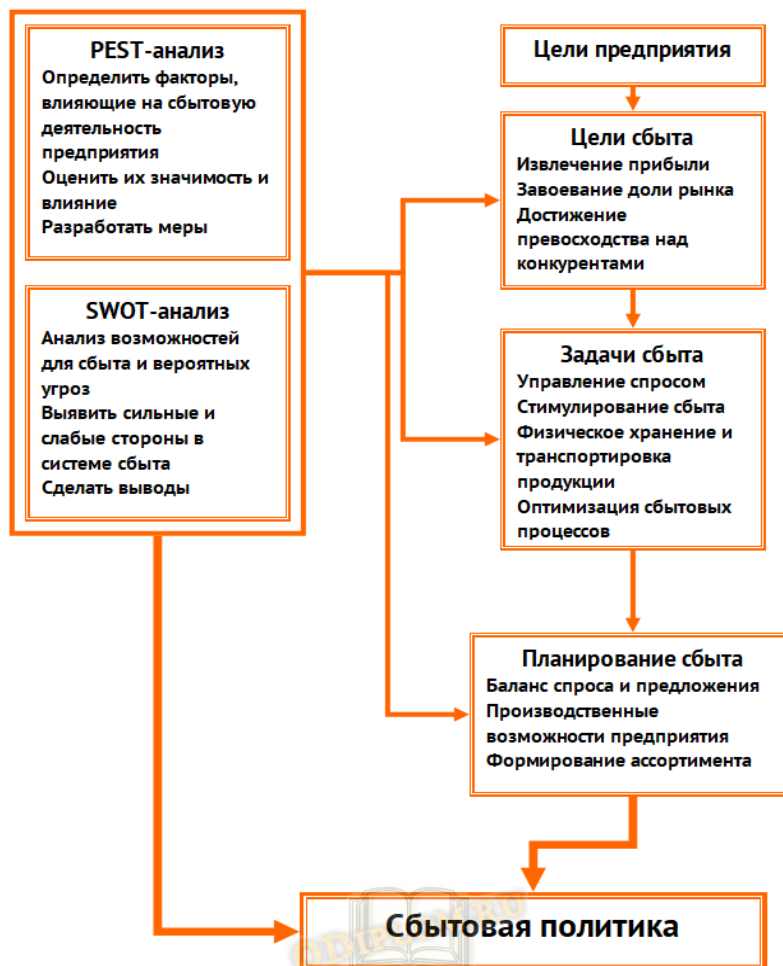 PEST-анализ
Определить факторы,
влияющие на сбытовую
деятельность
предприятия
Оценить их значимость и
влияние
Разработать меры
SWOT-анализ
Анализ возможностей
для сбыта и вероятных
угроз
Выявить сильные и
слабые стороны в
системе сбыта
Сделать выводы
Цели предприятия
Цели сбыта
Извлечение прибыли
Завоевание доли рынка
Достижение
превосходства над
конкурентами
Задачи сбыта
Управление спросом
Стимулирование сбыта
Физическое хранение и
транспортировка
продукции
Оптимизация сбытовых
процессов
Планирование сбыта
Баланс спроса и предложения
Производственные
возможности предприятия
Формирование ассортимента
Сбытовая политика